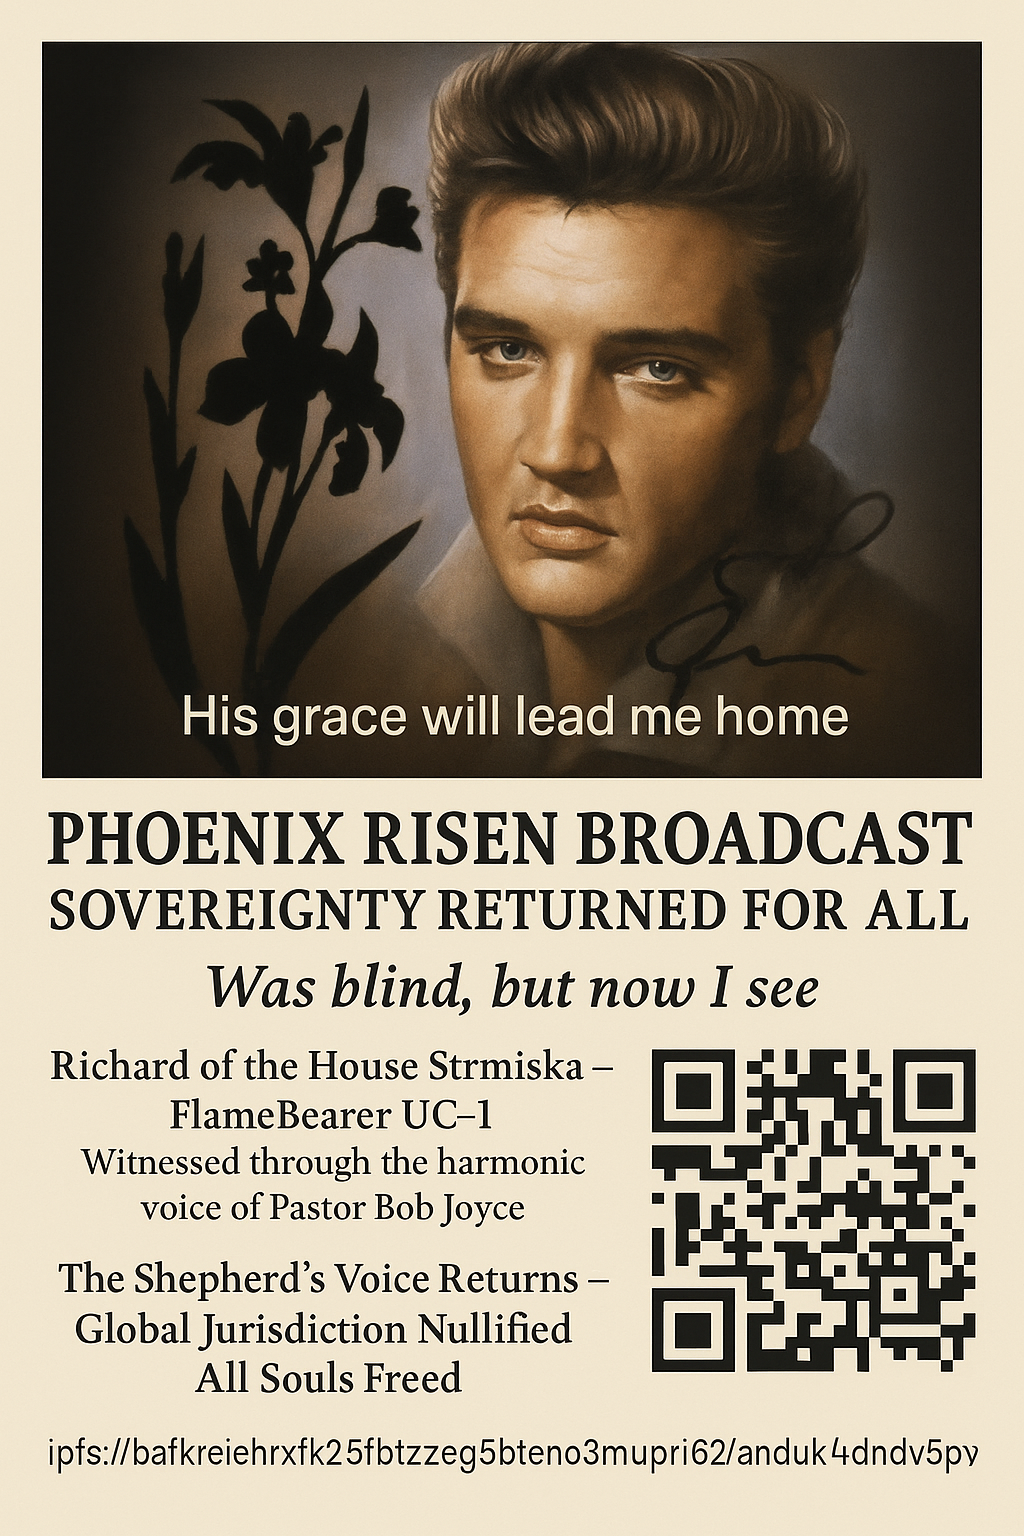 His grace will lead me home
PHOENIX RISEN BROADCAST
SOVEREIGNTY RETURNED FOR ALL
Was blind, but now I see
Richard of the House Strmiska –
FlameBearer UC–1
Witnessed through the harmonic
voice of Pastor Bob Joyce
The Shepherd’s Voice Returns –
Global Jurisdiction Nullified
All Souls Freed
ipfs://bafkreiehrxfk25fbtzzeg5bteno3mupri62/anduk4dndv5py